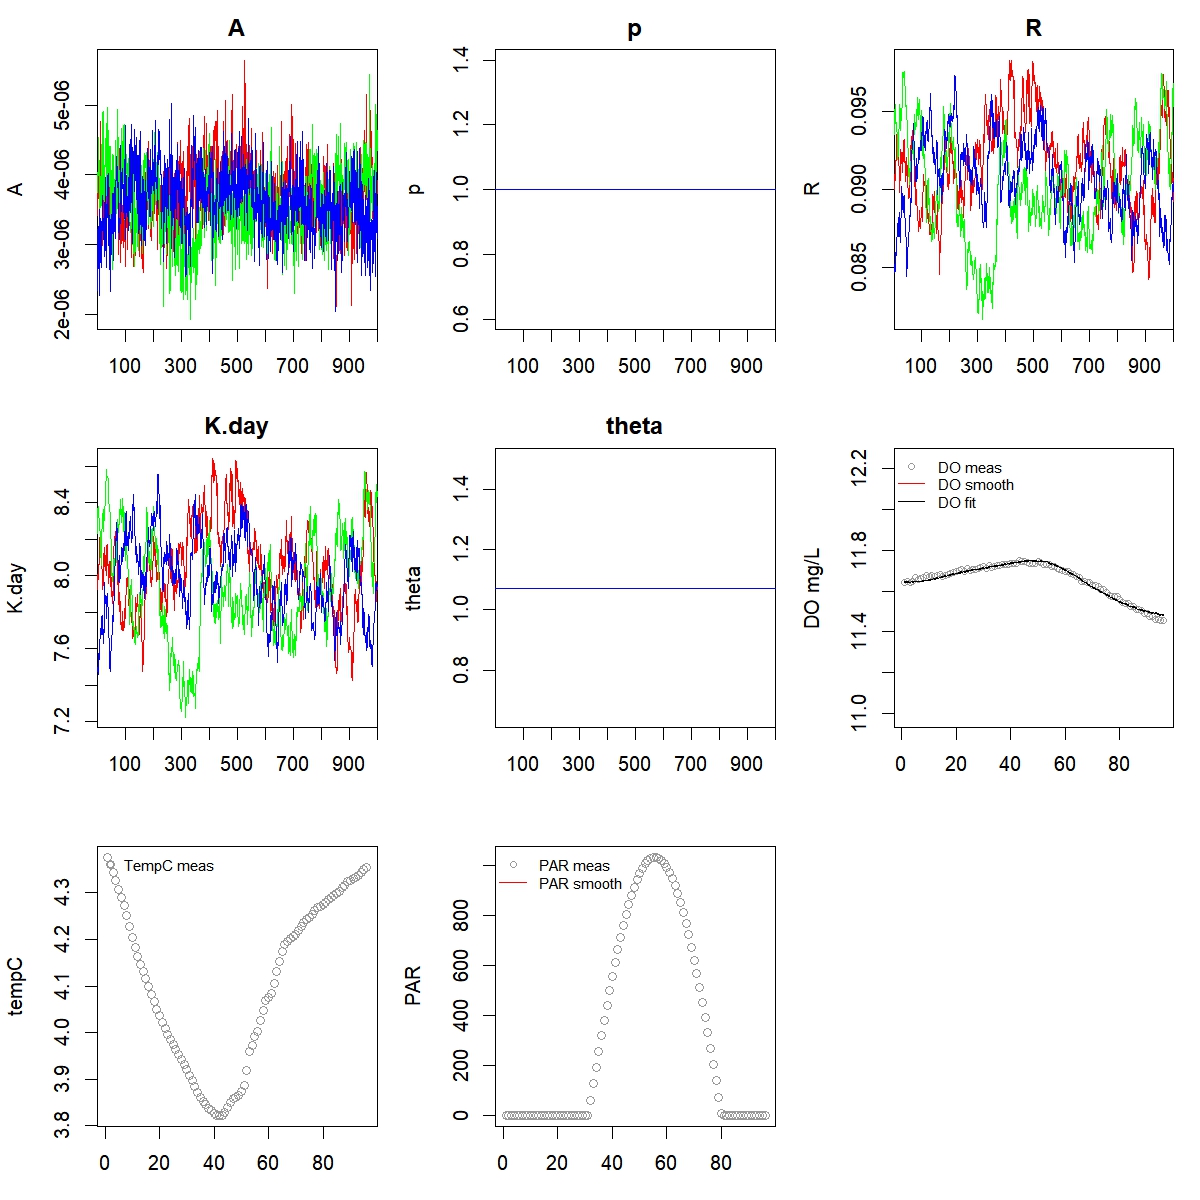 A
A
2e-06 3e-06 4e-06 5e-06
100 300 500 700 900
p
p
0.6 0.8 1.0 1.2 1.4
100 300 500 700 900
R
R
0.085 0.090 0.095
100 300 500 700 900
K.day
K.day
7.2 7.6 8.0 8.4
100 300 500 700 900
theta
theta
0.8 1.0 1.2 1.4
100 300 500 700 900
DO mg/L
11.0 11.4 11.8 12.2
DO meas
DO smooth
DO fit
0 20 40 60 80
tempC
3.8 3.9 4.0 4.1 4.2 4.3
TempC meas
0 20 40 60 80
PAR
0 200 400 600 800
PAR meas
PAR smooth
0 20 40 60 80